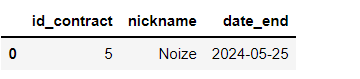 id_contract nickname date_end
0 5 Noize 2024-05-25